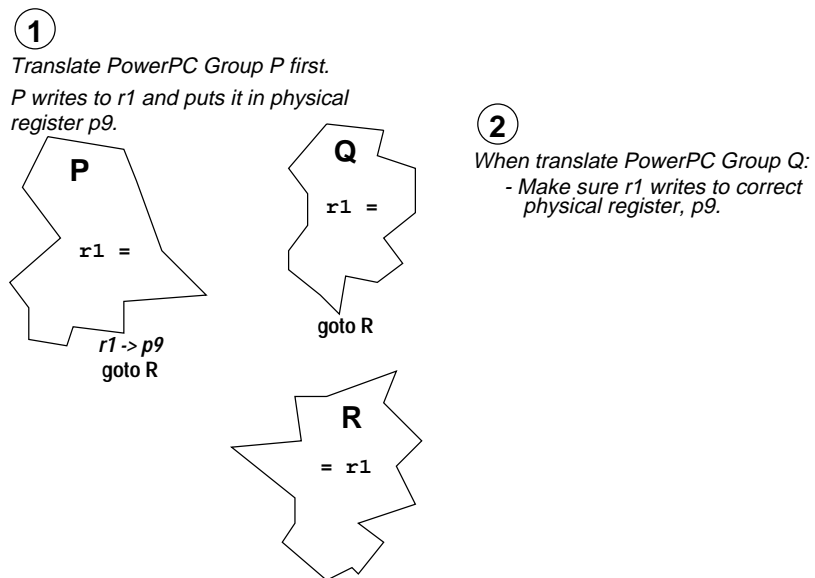 1
Translate PowerPC Group P first.
P writes to r1 and puts it in physical
register p9.
P
r1 =
r1 -> p9
goto R
Q
r1 =
goto R
2
When translate PowerPC Group Q:
- Make sure r1 writes to correct
physical register, p9.
R
= r1